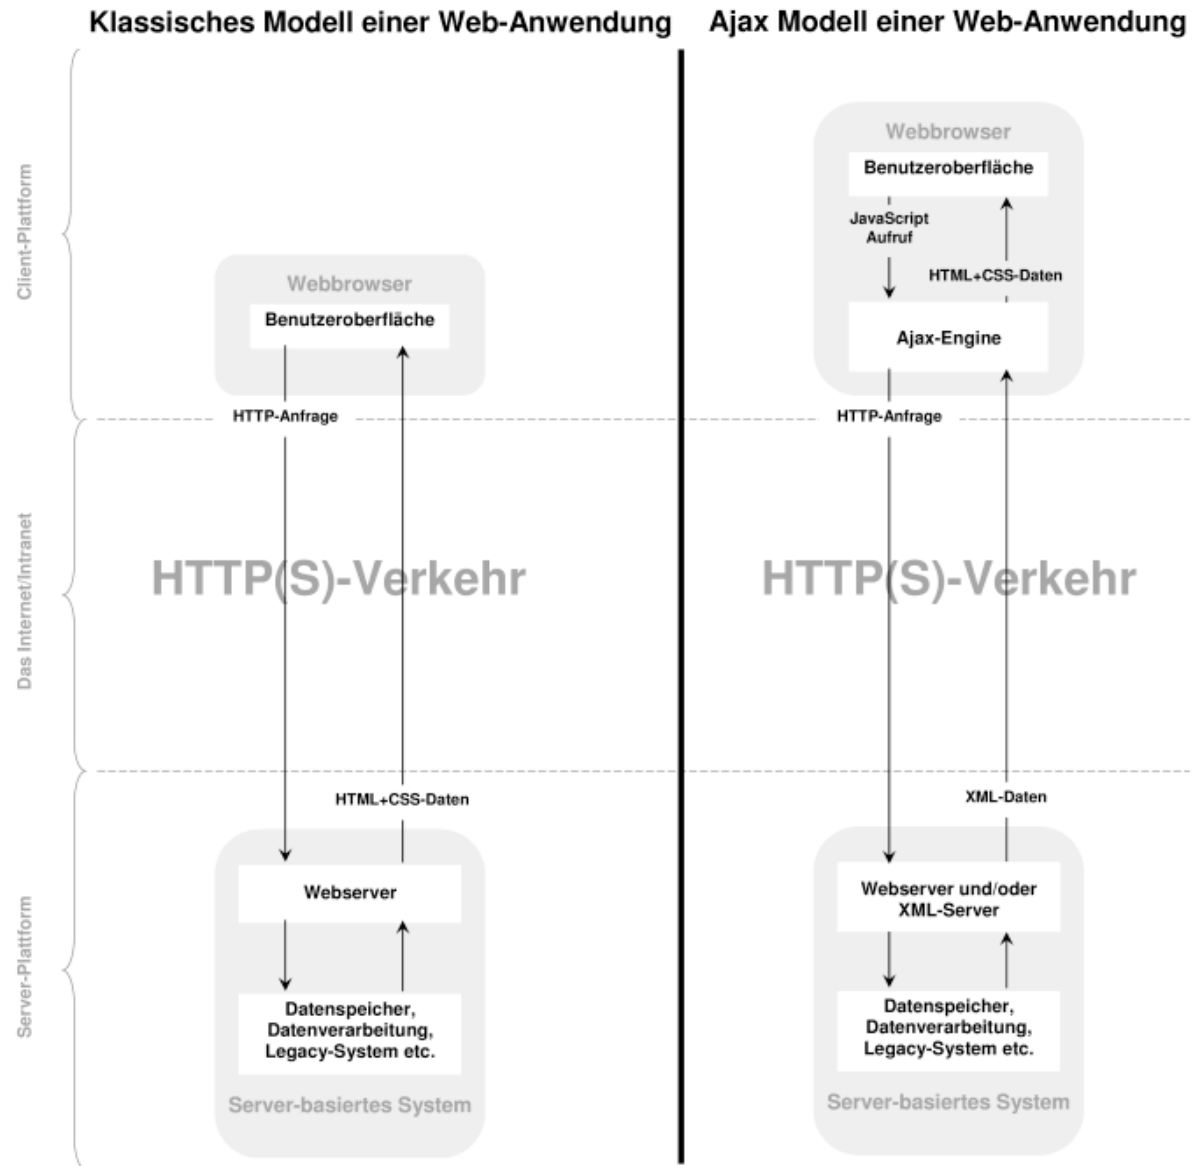 Klassisches Modell einer Web-Anwendung
Client-Plattform
Webbrowser
Benutzeroberfläche
HTTP-Anfrage
Das Internet/Intranet
HTTP(S)-Verkehr
Server-Plattform
HTML+CSS-Daten
Webserver
Datenspeicher,
Datenverarbeitung,
Legacy-System etc.
Server-basiertes System
Ajax Modell einer Web-Anwendung
Webbrowser
Benutzeroberfläche
JavaScript
Aufruf
HTML+CSS-Daten
Ajax-Engine
HTTP-Anfrage
HTTP(S)-Verkehr
XML-Daten
Webserver und/oder
XML-Server
Datenspeicher,
Datenverarbeitung,
Legacy-System etc.
Server-basiertes System